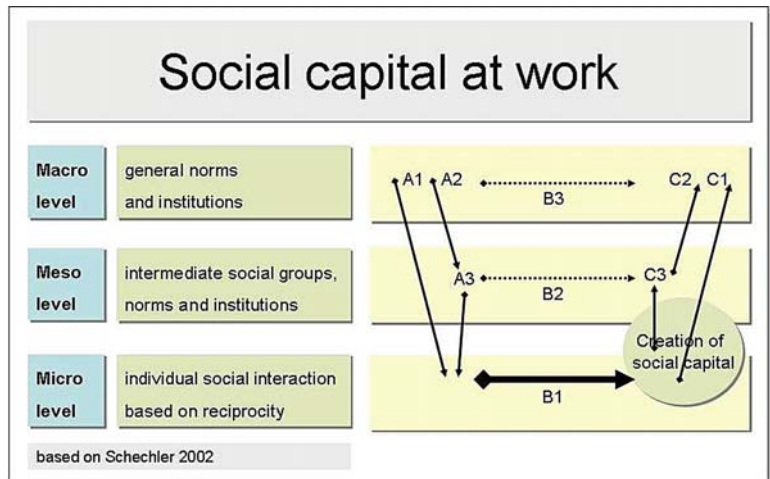 Social capital at work
Macro
level
general norms
and institutions
A1 A2
B3
C2 C1
Meso
level
intermediate social groups,
norms and institutions
A3
B2
C3
Creation of
social capital
Micro
level
individual social interaction
based on reciprocity
B1
based on Schechler 2002